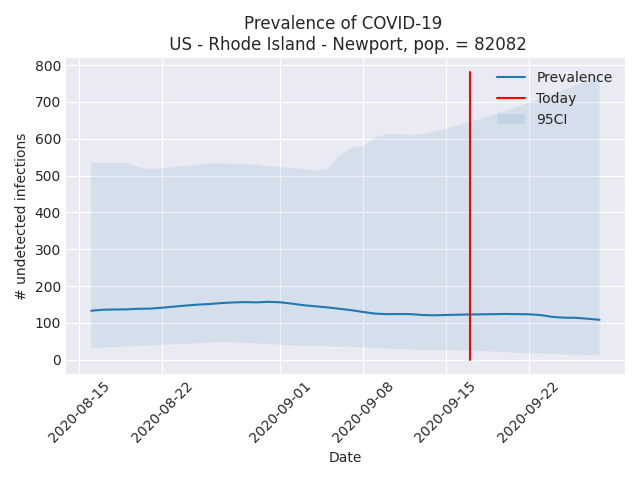 Prevalence of COVID-19
US - Rhode Island - Newport, pop. = 82082
# undetected infections
800
700
600
500
400
300
200
100
0
Prevalence
Today
95CI
2020-08-15
2020-08-22
2020-09-01
2020-09-08
2020-09-15
2020-09-22
Date